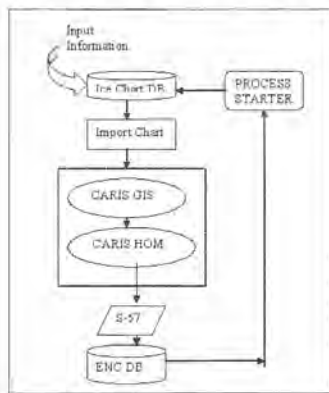 Input
Information
Ice Chart DB
PROCESS
STARTER
Import Chart
CARIS GIS
CARIS HOM
S-57
ENC DB